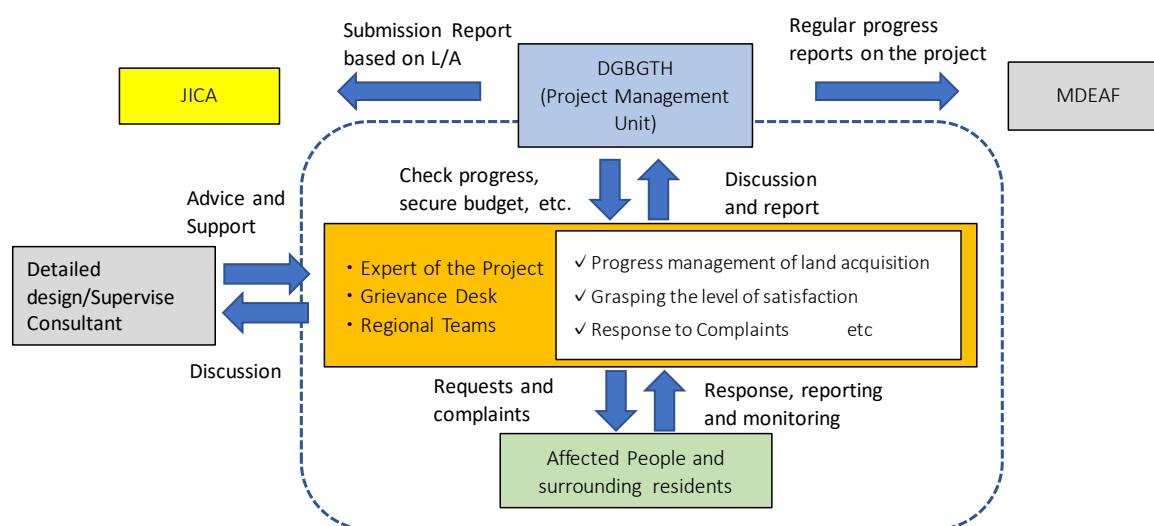 Submission Report
based on L/A
Regular progress
reports on the project
JICA
DGBGTH
(Project Management
Unit)
MDEAF
Check progress,
secure budget, etc.
Discussion
and report
Advice and
Support
Detailed
design/Supervise
Consultant
・Expert of the Project
・Grievance Desk
・Regional Teams
✓ Progress management of land acquisition
✓ Grasping the level of satisfaction
✓ Response to Complaints etc
Discussion
Requests and
complaints
Response, reporting
and monitoring
Affected People and
surrounding residents